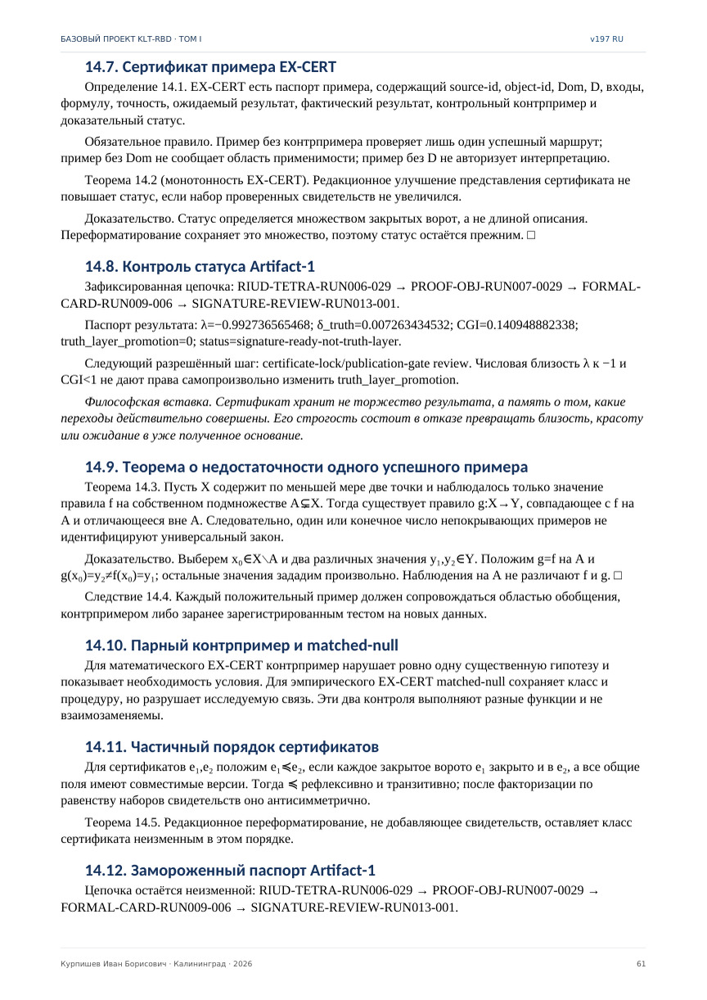 БАЗОВЫЙ ПРОЕКТ KLT-RBD · ТОМ I
v197 RU
14.7. Сертификат примера EX-CERT
Определение 14.1. EX-CERT есть паспорт примера, содержащий source-id, object-id, Dom, D, входы,
формулу, точность, ожидаемый результат, фактический результат, контрольный контрпример и
доказательный статус.
Обязательное правило. Пример без контрпримера проверяет лишь один успешный маршрут;
пример без Dom не сообщает область применимости; пример без D не авторизует интерпретацию.
Теорема 14.2 (монотонность EX-CERT). Редакционное улучшение представления сертификата не
повышает статус, если набор проверенных свидетельств не увеличился.
Доказательство. Статус определяется множеством закрытых ворот, а не длиной описания.
Переформатирование сохраняет это множество, поэтому статус остаётся прежним. □
14.8. Контроль статуса Artifact-1
Зафиксированная цепочка: RIUD-TETRA-RUN006-029 → PROOF-OBJ-RUN007-0029 → FORMAL-
CARD-RUN009-006 → SIGNATURE-REVIEW-RUN013-001.
Паспорт результата: λ=−0.992736565468; δ_truth=0.007263434532; CGI=0.140948882338;
truth_layer_promotion=0; status=signature-ready-not-truth-layer.
Следующий разрешённый шаг: certificate-lock/publication-gate review. Числовая близость λ к −1 и
CGI<1 не дают права самопроизвольно изменить truth_layer_promotion.
Философская вставка. Сертификат хранит не торжество результата, а память о том, какие
переходы действительно совершены. Его строгость состоит в отказе превращать близость, красоту
или ожидание в уже полученное основание.
14.9. Теорема о недостаточности одного успешного примера
Теорема 14.3. Пусть X содержит по меньшей мере две точки и наблюдалось только значение
правила f на собственном подмножестве A⊊X. Тогда существует правило g:X→Y, совпадающее с f на
A и отличающееся вне A. Следовательно, один или конечное число непокрывающих примеров не
идентифицируют универсальный закон.
Доказательство. Выберем x₀∈X∖A и два различных значения y₁,y₂∈Y. Положим g=f на A и
g(x₀)=y₂≠f(x₀)=y₁; остальные значения зададим произвольно. Наблюдения на A не различают f и g. □
Следствие 14.4. Каждый положительный пример должен сопровождаться областью обобщения,
контрпримером либо заранее зарегистрированным тестом на новых данных.
14.10. Парный контрпример и matched-null
Для математического EX-CERT контрпример нарушает ровно одну существенную гипотезу и
показывает необходимость условия. Для эмпирического EX-CERT matched-null сохраняет класс и
процедуру, но разрушает исследуемую связь. Эти два контроля выполняют разные функции и не
взаимозаменяемы.
14.11. Частичный порядок сертификатов
Для сертификатов e₁,e₂ положим e₁≼e₂, если каждое закрытое ворото e₁ закрыто и в e₂, а все общие
поля имеют совместимые версии. Тогда ≼ рефлексивно и транзитивно; после факторизации по
равенству наборов свидетельств оно антисимметрично.
Теорема 14.5. Редакционное переформатирование, не добавляющее свидетельств, оставляет класс
сертификата неизменным в этом порядке.
14.12. Замороженный паспорт Artifact-1
Цепочка остаётся неизменной: RIUD-TETRA-RUN006-029 → PROOF-OBJ-RUN007-0029 →
FORMAL-CARD-RUN009-006 → SIGNATURE-REVIEW-RUN013-001.
Курпишев Иван Борисович · Калининград · 2026
61